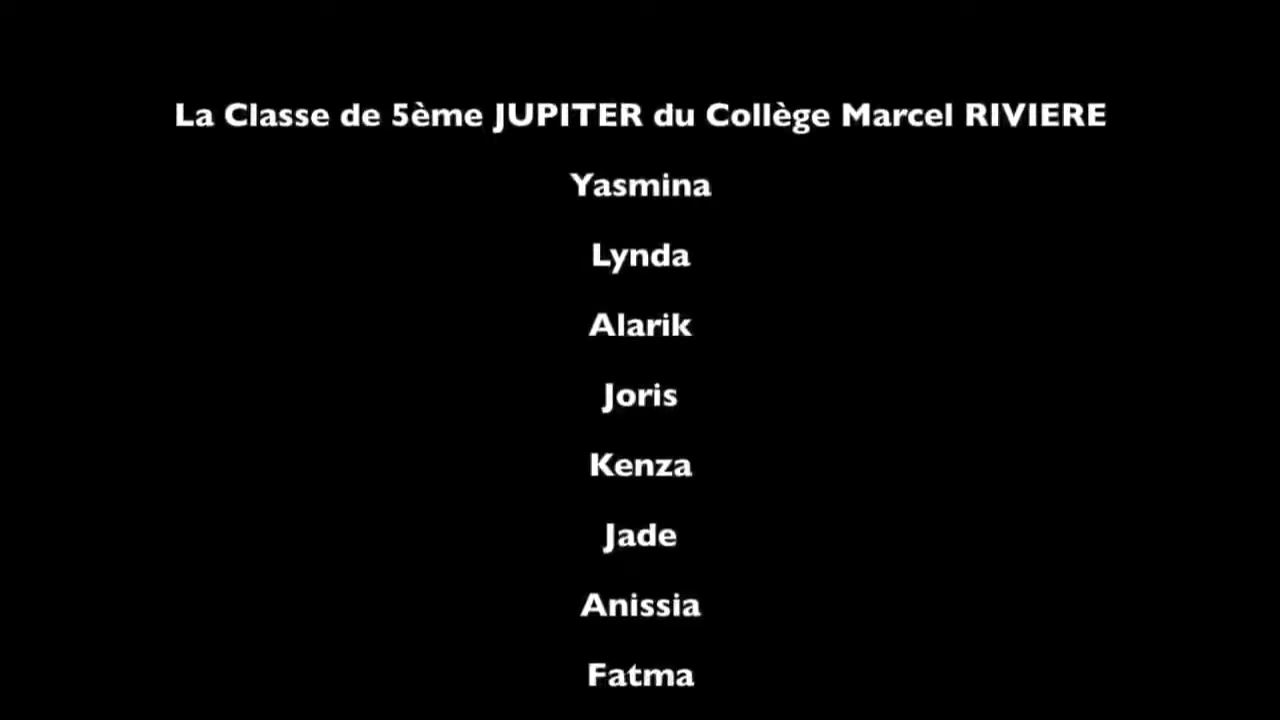 La Classe de 5ème JUPITER du Collège Marcel RIVIERE
Yasmina
Lynda
Alarik
Joris
Kenza
Jade
Anissia
Fatma